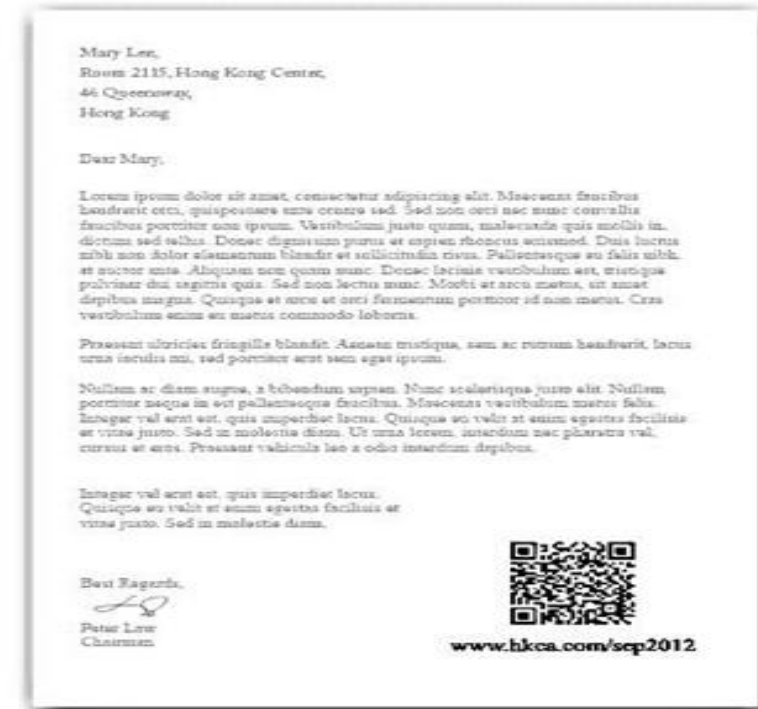 Mary Lee,
Room 2115, Hong Kong Center,
46 Queensway,
Hong Kong
Dear Mary,
Lorem ipsum dolor sit amet, consectetur adipiscing elit. Maecenas faucibus
hendrerit orci, quis posuere ante ornare sed. Sed non orci nec nunc convallis
faucibus porttitor non ipsum. Vestibulum justo quam, malesuada quis mollis in,
dictum sed tellus. Donec dignissim purus et sapien rhoncus euismod. Duis luctus
nibh non dolor elementum blandit et sollicitudin risus. Pellentesque eu felis nibh,
at auctor ante. Aliquam non quam nunc. Donec lacinia vestibulum est, tristique
pulvinar dui sagittis quis. Sed non lectus nunc. Morbi et arcu metus, sit amet
dapibus magna. Quisque et arcu et orci fermentum porttitor id non metus. Cras
vestibulum enim eu metus commodo lobortis.
Praesent ultricies fringilla blandit. Aenean tristique, sem ac rutrum hendrerit, lacus
urna iaculis mi, sed porttitor erat sem eget ipsum.
Nullam ac diam augue, a bibendum sapien. Nunc scelerisque justo elit. Nullam
porttitor neque in est pellentesque faucibus. Maecenas vestibulum metus felis.
Integer vel erat est, quis imperdiet lacus. Quisque eu velit at enim egestas facilisis
et vitae justo. Sed in molestie diam. Ut urna lorem, interdum nec pharetra vel,
cursus et eros. Praesent vehicula leo a odio interdum dapibus.
Integer vel erat est, quis imperdiet lacus.
Quisque eu velit at enim egestas facilisis et
vitae justo. Sed in molestie diam.
Best Regards,
Peter Law
Chairman
www.hkca.com/sep2012